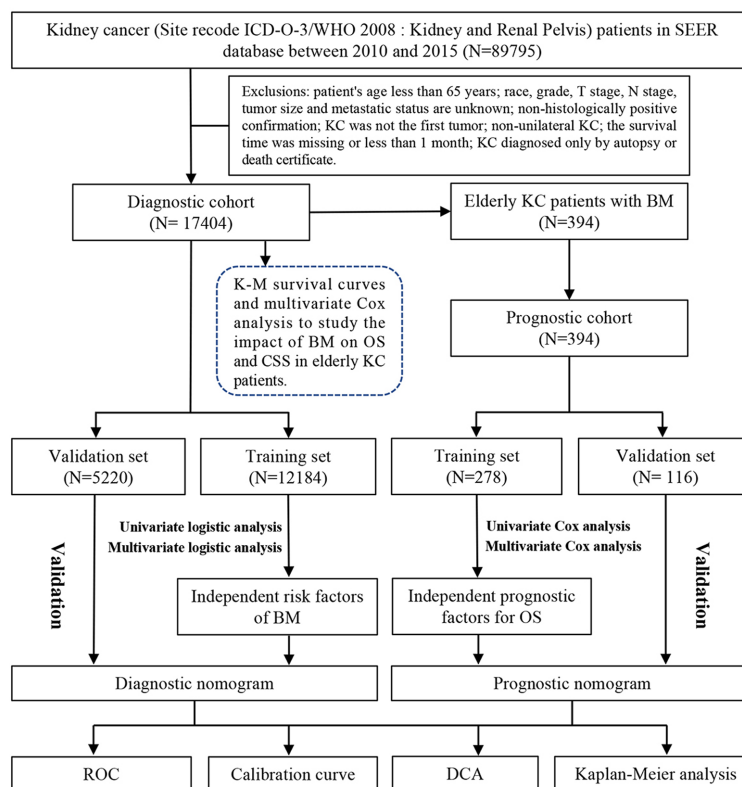 Kidney cancer (Site recode ICD-O-3/WHO 2008 : Kidney and Renal Pelvis) patients in SEER
database between 2010 and 2015 (N=89795)
Exclusions: patient's age less than 65 years; race, grade, T stage, N stage,
tumor size and metastatic status are unknown; non-histologically positive
confirmation; KC was not the first tumor; non-unilateral KC; the survival
time was missing or less than 1 month; KC diagnosed only by autopsy or
death certificate.
Diagnostic cohort
(N= 17404)
Elderly KC patients with BM
(N=394)
K-M survival curves
and multivariate Cox
analysis to study the
impact of BM on OS
and CSS in elderly KC
patients.
Prognostic cohort
(N=394)
Validation set
(N=5220)
Training set
(N=12184)
Training set
(N=278)
Validation set
(N= 116)
Validation
Univariate logistic analysis
Multivariate logistic analysis
Univariate Cox analysis
Multivariate Cox analysis
Validation
Independent risk factors
of BM
Independent prognostic
factors for OS
Diagnostic nomogram
Prognostic nomogram
ROC
Calibration curve
DCA
Kaplan-Meier analysis